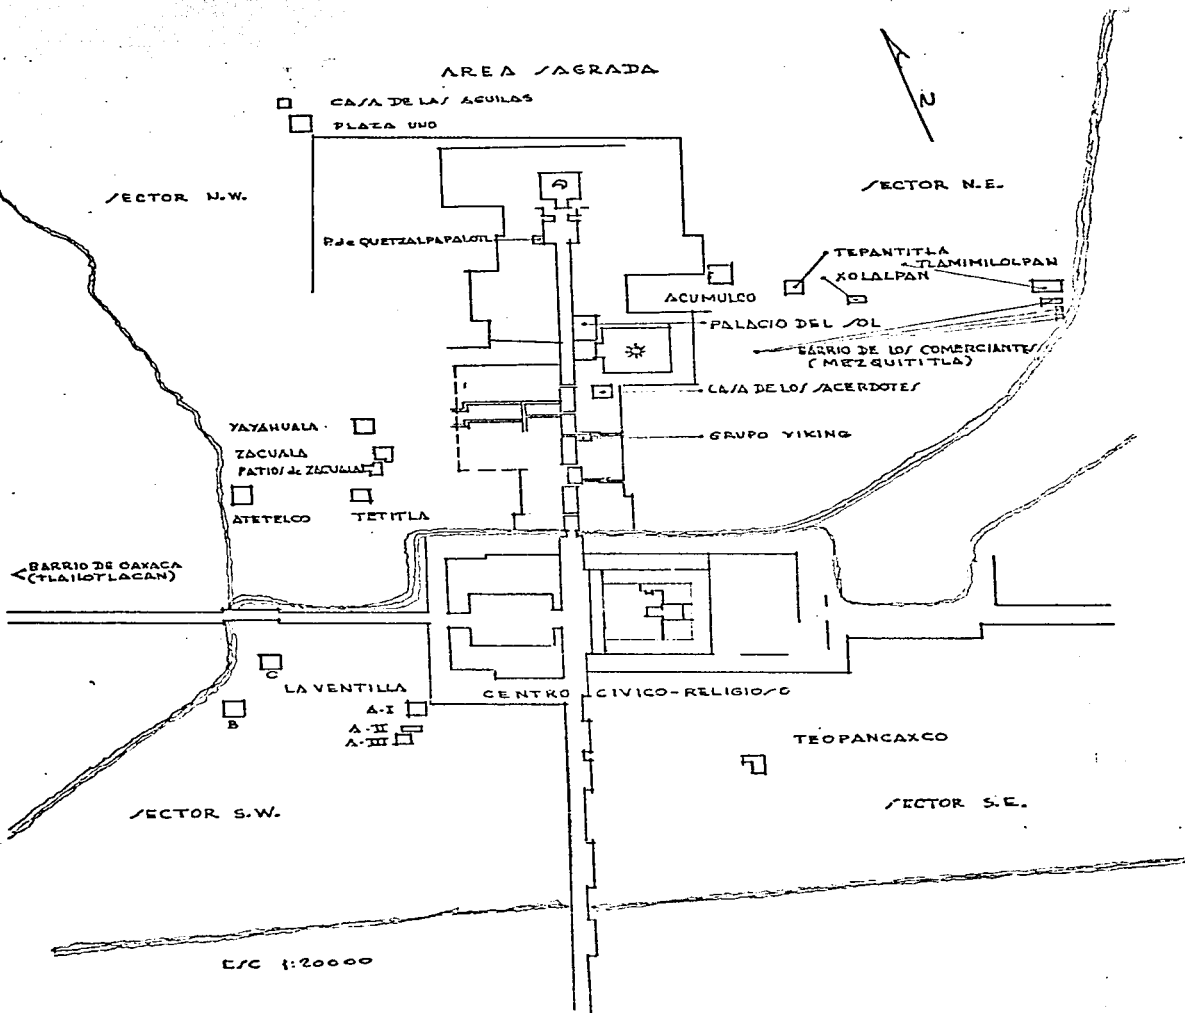 AREA SAGRADA
CASA DE LAS AGUILAS
PLAZA UNO
N
SECTOR N.W.
SECTOR N.E.
P. de QUETZALPAPALOTL
TEPANTITLA
TLAMIMILOLPAN
XOLALPAN
ACUMULCO
PALACIO DEL SOL
BARRIO DE LOS COMERCIANTES
(MEZQUITITLA)
CASA DE LOS SACERDOTES
YAYAHUALA
GRUPO VIKING
ZACUALA
PATIOS de ZACUALA
ATETELCO
TETITLA
BARRIO DE OAXACA
(TLAILOTLACAN)
C
LA VENTILLA
CENTRO CIVICO-RELIGIOSO
A-I
B
A-II
A-III
TEOPANCAXCO
SECTOR S.W.
SECTOR S.E.
ESC 1:20000